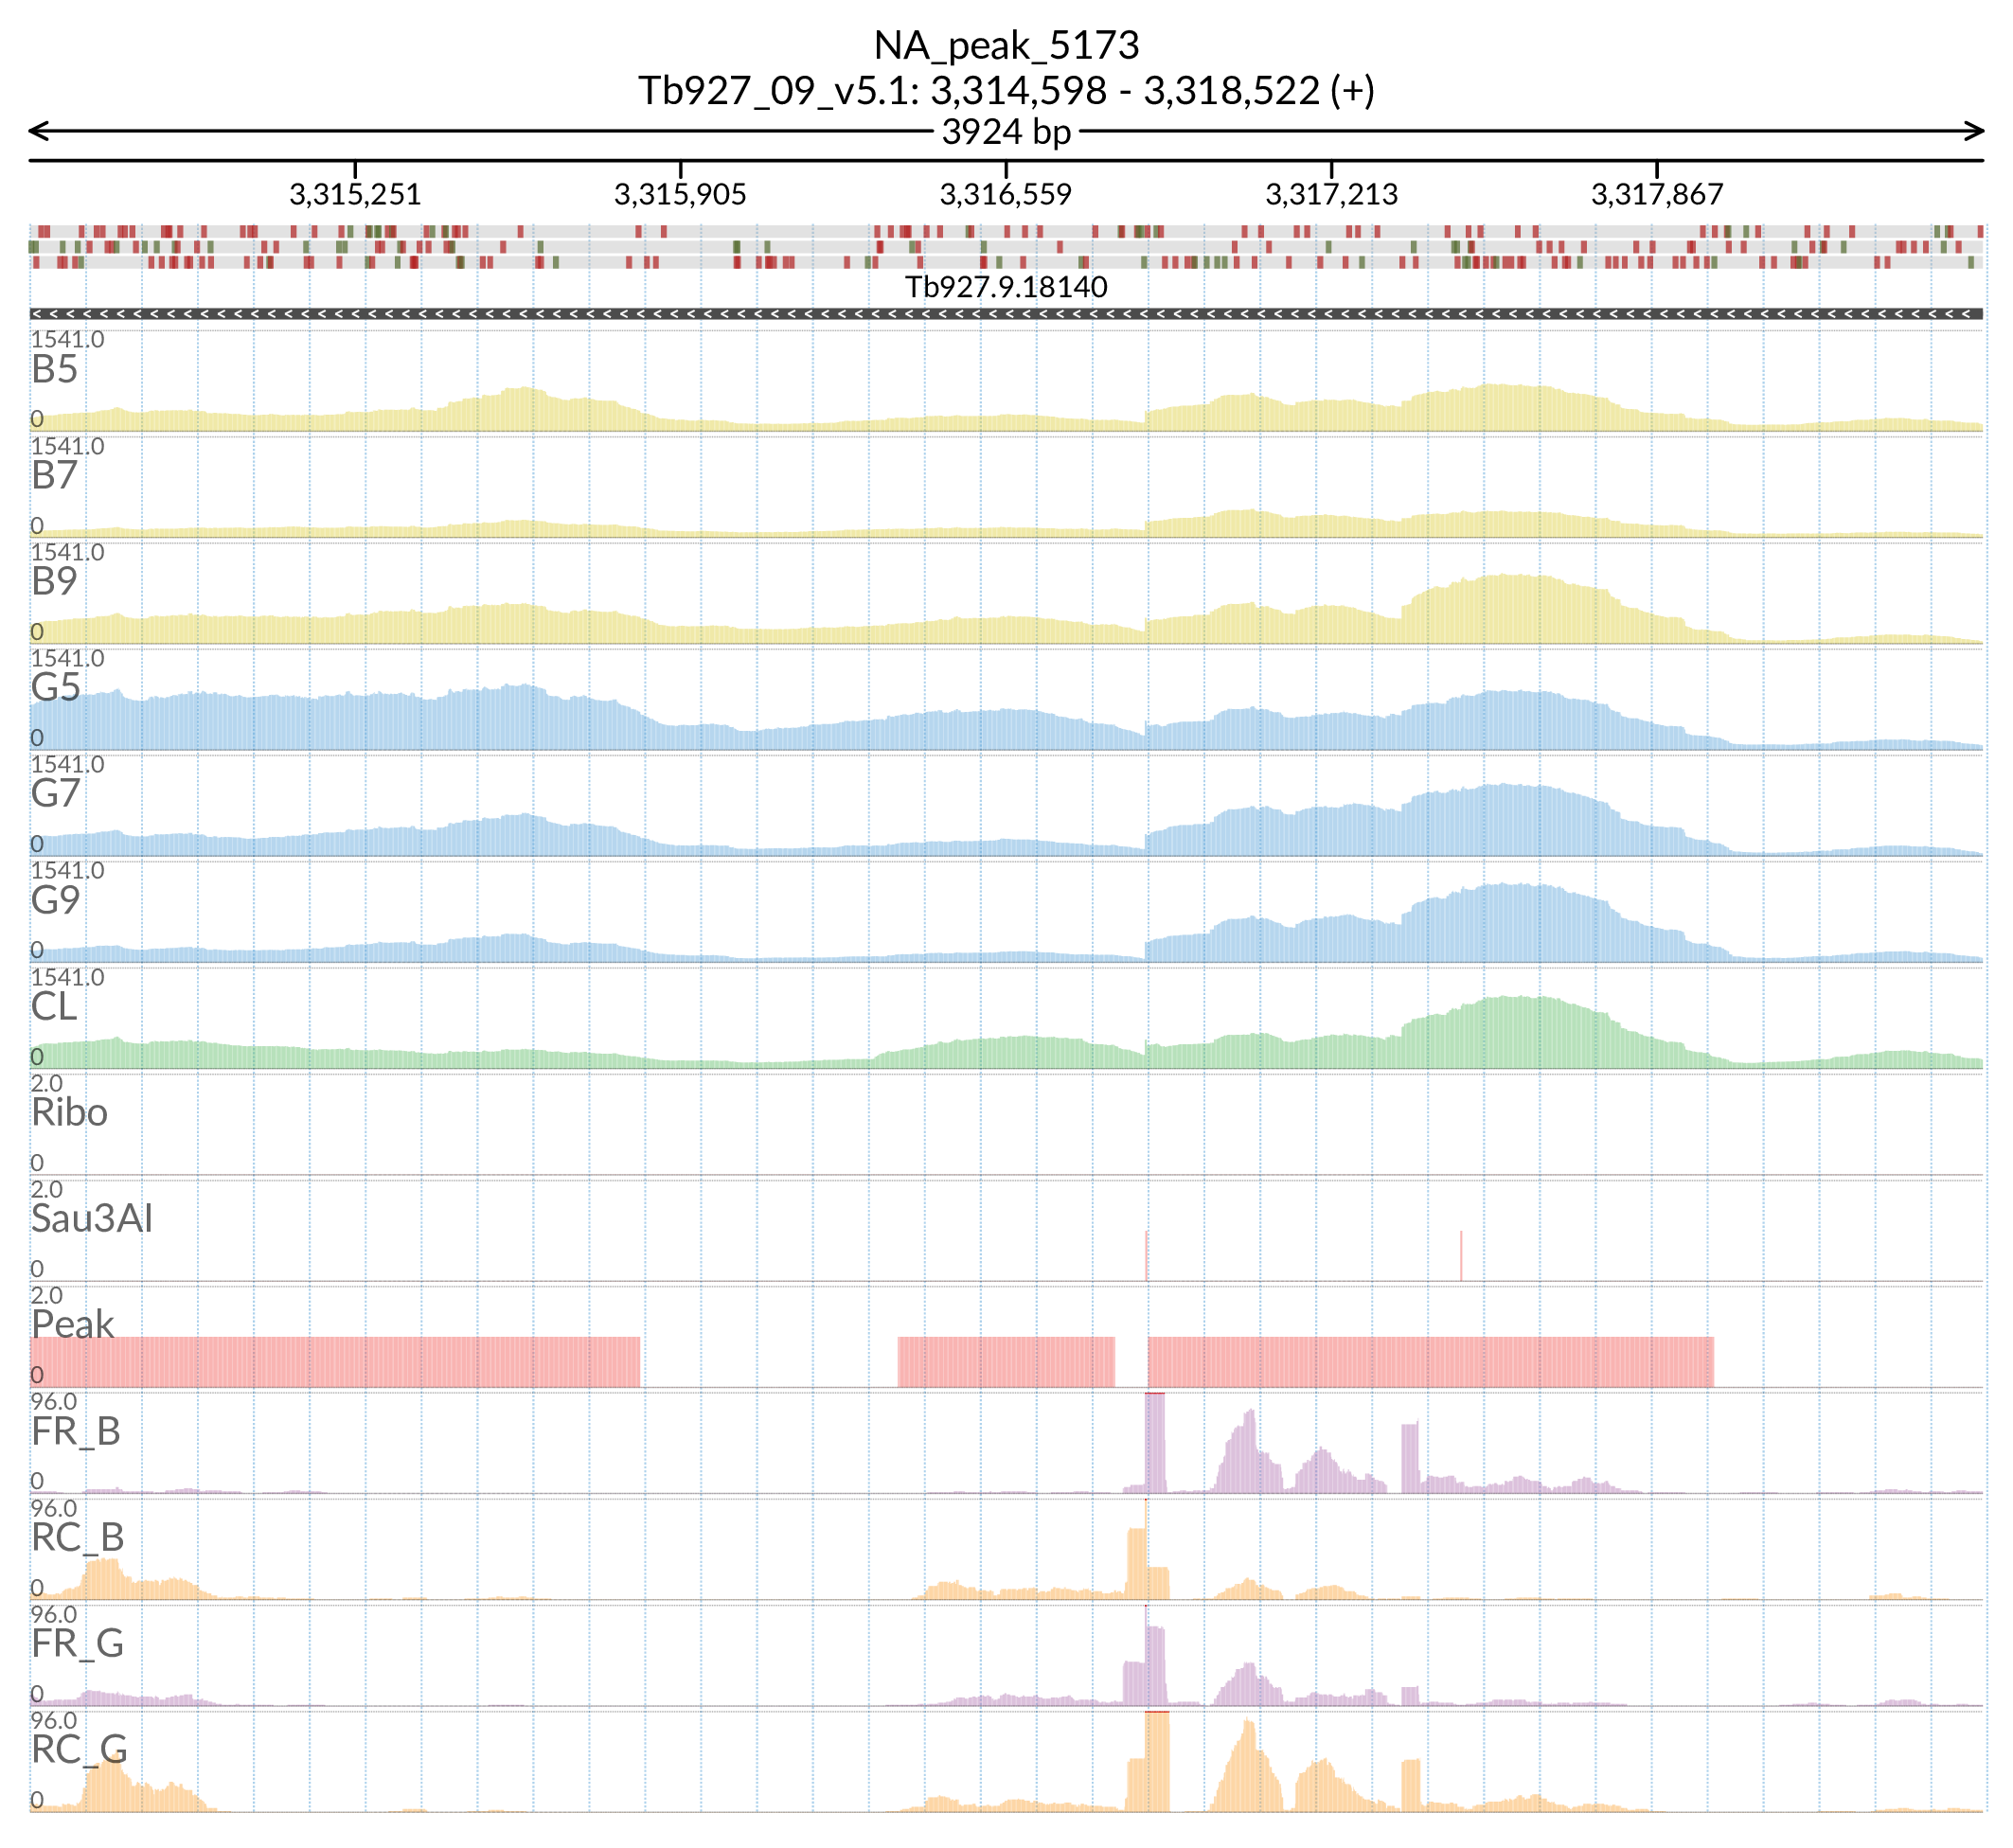 NA_peak_5173
Tb927_09_v5.1: 3,314,598 - 3,318,522 (+)
3924 bp
3,315,251 3,315,905 3,316,559 3,317,213 3,317,867
Tb927.9.18140
1541.0
B5
0
1541.0
B7
0
1541.0
B9
0
1541.0
G5
0
1541.0
G7
0
1541.0
G9
0
1541.0
CL
0
2.0
Ribo
0
2.0
Sau3AI
0
2.0
Peak
0
96.0
FR_B
0
96.0
RC_B
0
96.0
FR_G
0
96.0
RC_G
0